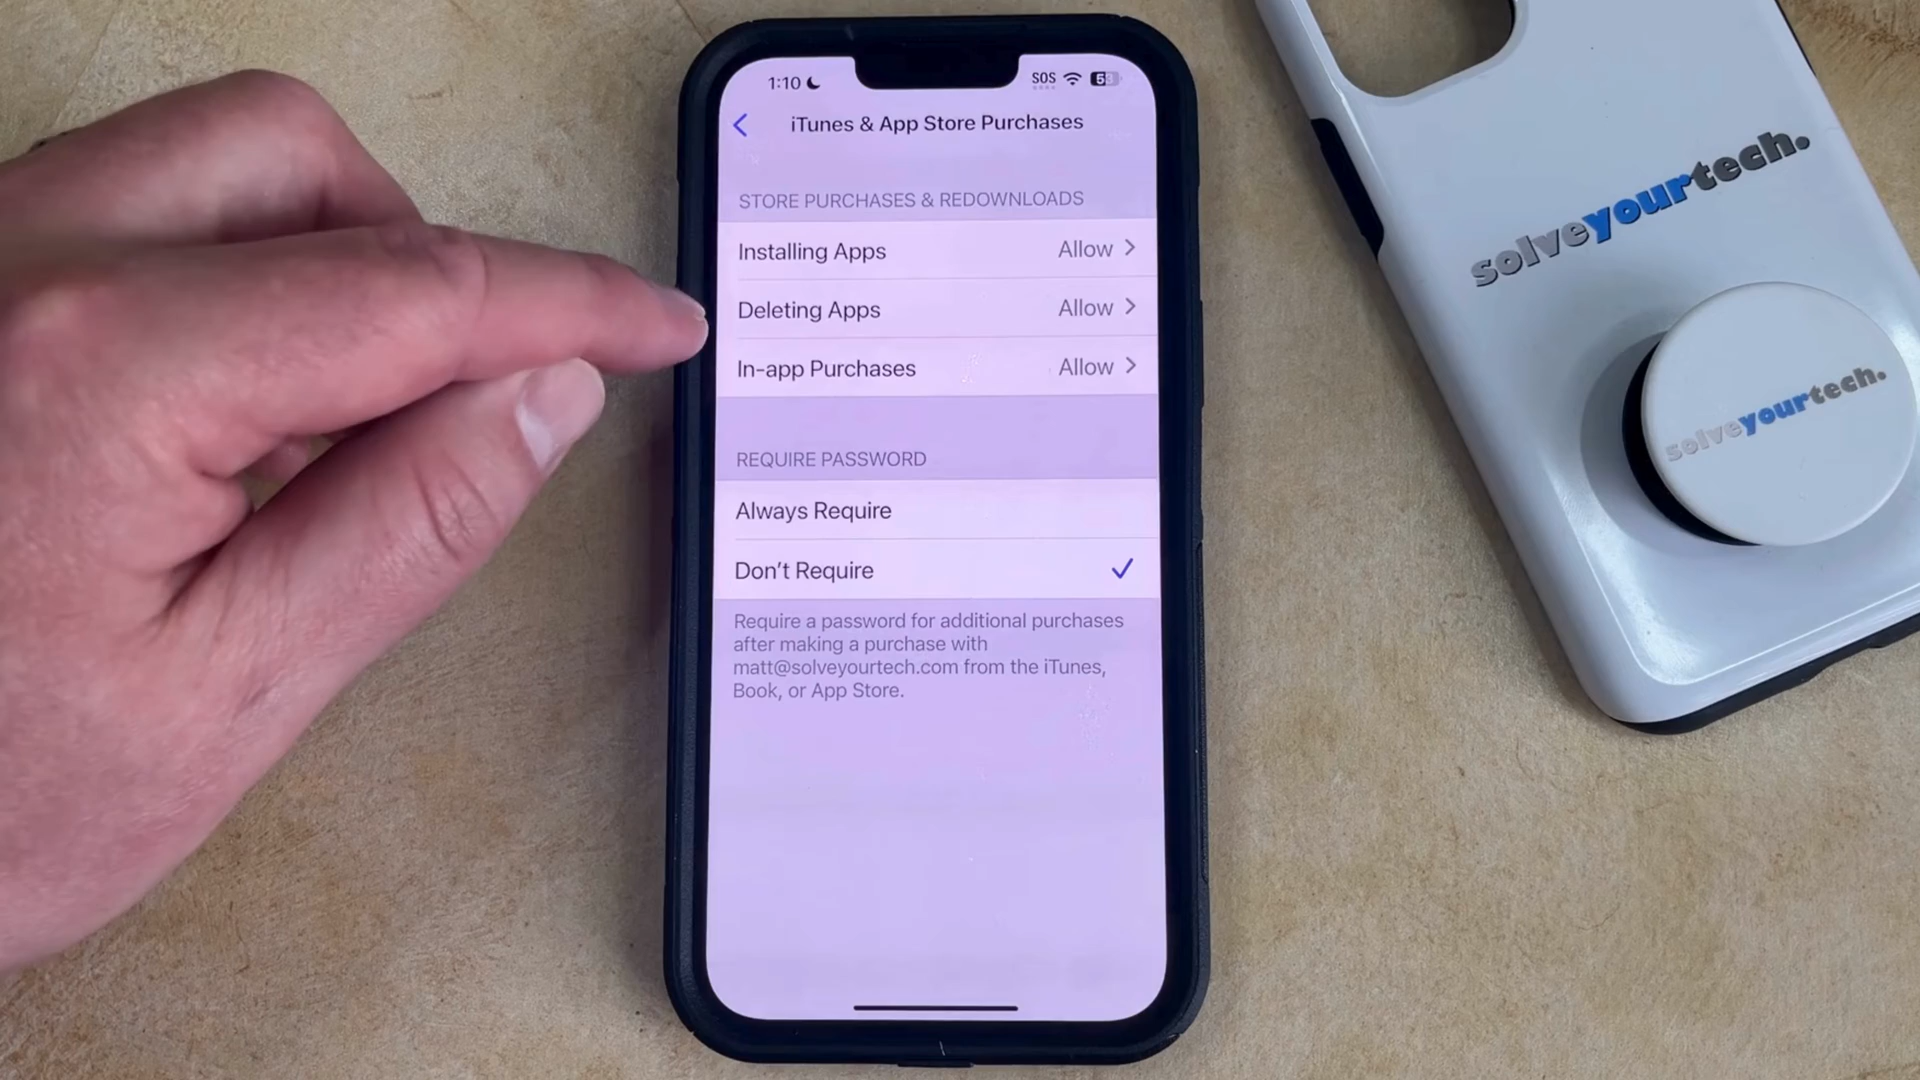 1:10
SOS
53
iTunes & App Store Purchases
STORE PURCHASES & REDOWNLOADS
Installing Apps Allow
Deleting Apps Allow
In-app Purchases Allow
REQUIRE PASSWORD
Always Require
Don't Require
Require a password for additional purchases
after making a purchase with
matt@solveyourtech.com from the iTunes,
Book, or App Store.
solveyourtech.
solveyourtech.